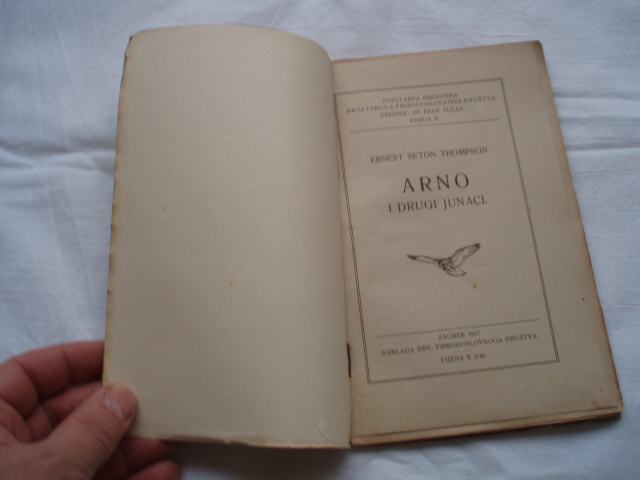 POPULARNA BIBLIOTEKA
HRVATSKOGA PRIRODOSLOVNOGA DRUŠTVA
UREDNIK: DR FRAN TUĆAN.
KNJIGA II.
ERNEST SETON THOMPSON
ARNO
I DRUGI JUNACI.
ZAGREB 1917.
NAKLADA HRV. PRIRODOSLOVNOGA DRUŠTVA.
CIJENA K 2·40